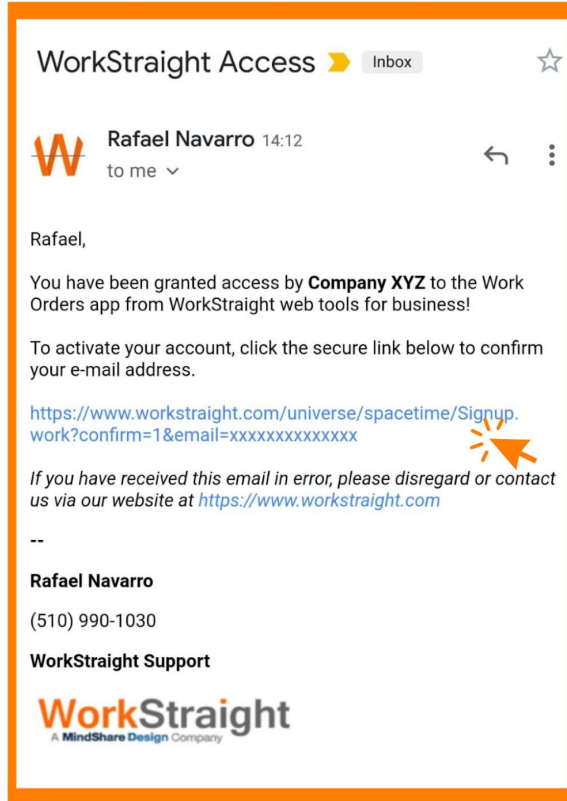 WorkStraight Access Inbox
Rafael Navarro 14:12
to me
Rafael,
You have been granted access by Company XYZ to the Work
Orders app from WorkStraight web tools for business!
To activate your account, click the secure link below to confirm
your e-mail address.
https://www.workstraight.com/universe/spacetime/Signup.
work?confirm=1&email=xxxxxxxxxxxxxx
If you have received this email in error, please disregard or contact
us via our website at https://www.workstraight.com
--
Rafael Navarro
(510) 990-1030
WorkStraight Support
WorkStraight
A MindShare Design Company